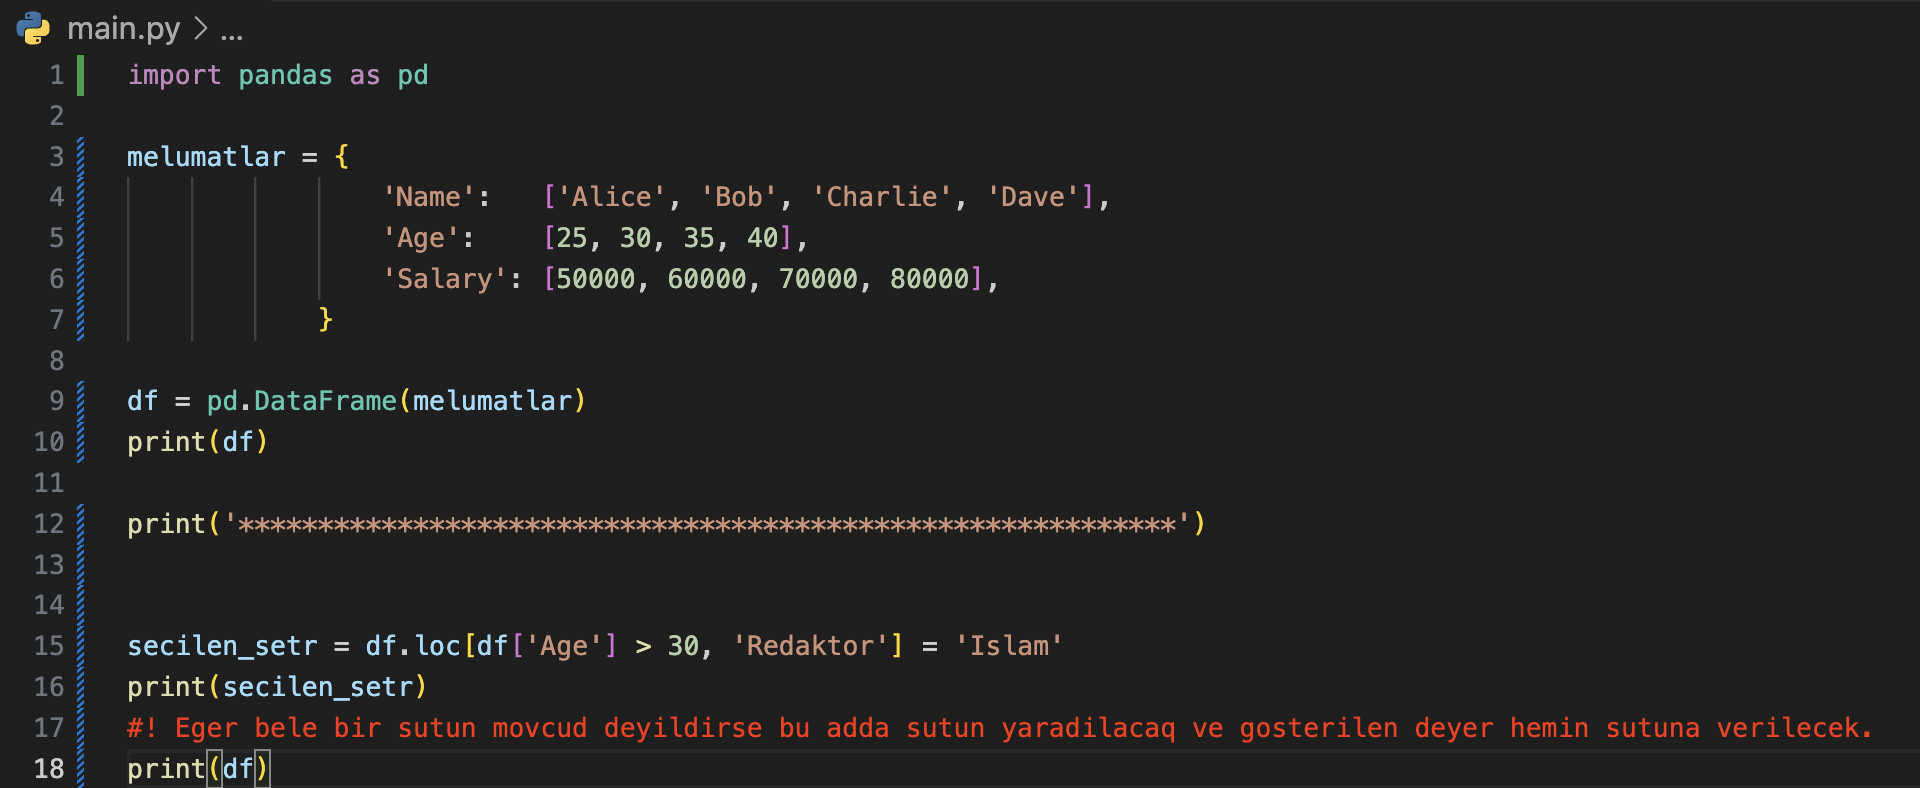 main.py > ...
1 import pandas as pd
2
3 melumatlar = {
4 'Name':   ['Alice', 'Bob', 'Charlie', 'Dave'],
5 'Age':    [25, 30, 35, 40],
6 'Salary': [50000, 60000, 70000, 80000],
7 }
8
9 df = pd.DataFrame(melumatlar)
10 print(df)
11
12 print('***********************************************************')
13
14
15 secilen_setr = df.loc[df['Age'] > 30, 'Redaktor'] = 'Islam'
16 print(secilen_setr)
17 #! Eger bele bir sutun movcud deyildirse bu adda sutun yaradilacaq ve gosterilen deyer hemin sutuna verilecek.
18 print(df)